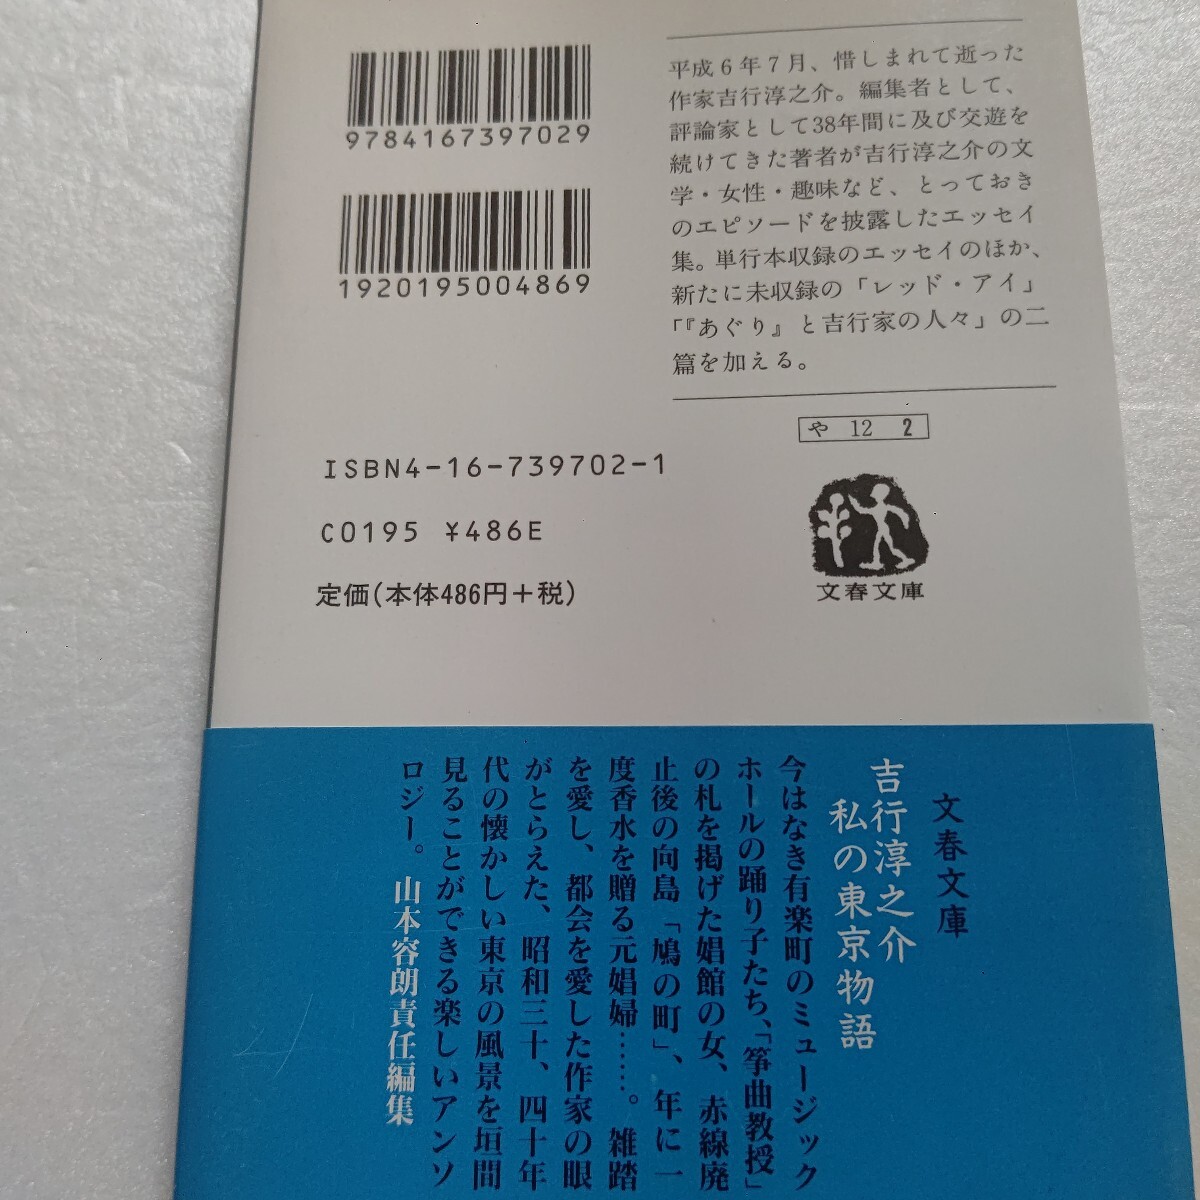 9784167397029
1920195004869
平成6年7月、惜しまれて逝った
作家吉行淳之介。編集者として、
評論家として38年間に及び交遊を
続けてきた著者が吉行淳之介の文
学・女性・趣味など、とっておき
のエピソードを披露したエッセイ
集。単行本収録のエッセイのほか、
新たに未収録の「レッド・アイ」
「『あぐり』と吉行家の人々」の二
篇を加える。
や 12 2
ISBN4-16-739702-1
C0195 ¥486E
定価(本体486円+税)
文春文庫
文春文庫
吉行淳之介
私の東京物語
今はなき有楽町のミュージック
ホールの踊り子たち、「箏曲教授」
の札を掲げた娼館の女、赤線廃
止後の向島「鳩の町」、年に一
度香水を贈る元娼婦……。雑踏
を愛し、都会を愛した作家の眼
がとらえた、昭和三十、四十年
代の懐かしい東京の風景を垣間
見ることができる楽しいアンソ
ロジー。 山本容朗責任編集